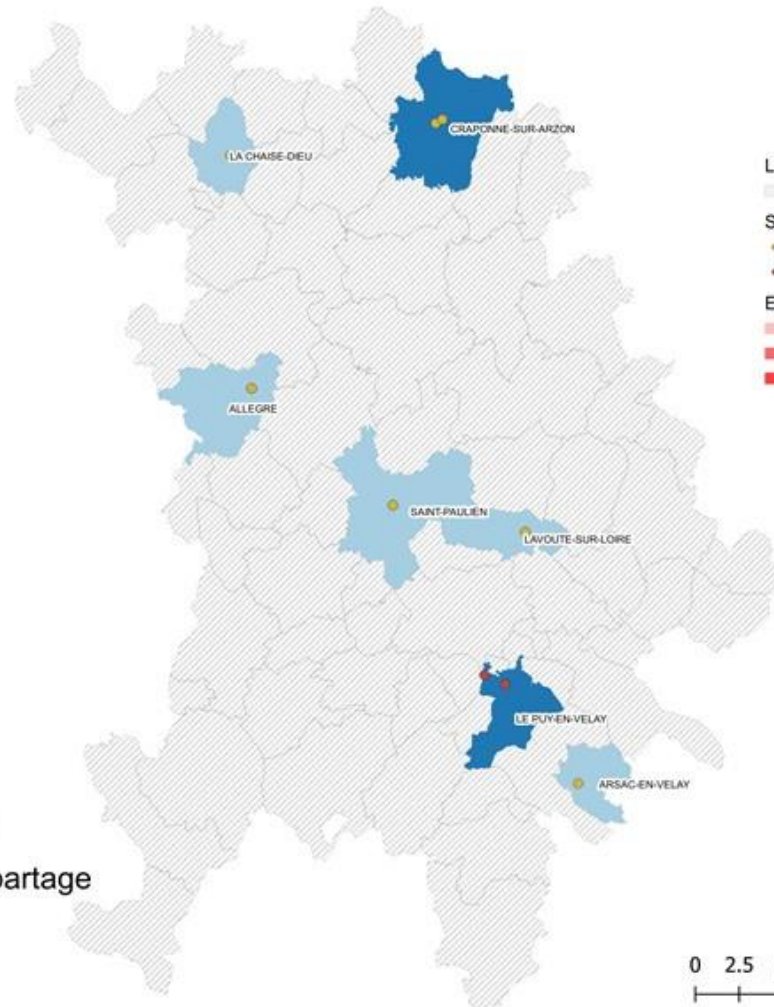 CRAPONNE-SUR-ARZON
LA CHAISE-DIEU
L
S
E
ALLEGRE
SAINT-PAULIEN
LAVOUTE-SUR-LOIRE
LE PUY-EN-VELAY
ARSAC-EN-VELAY
partage
0 2.5